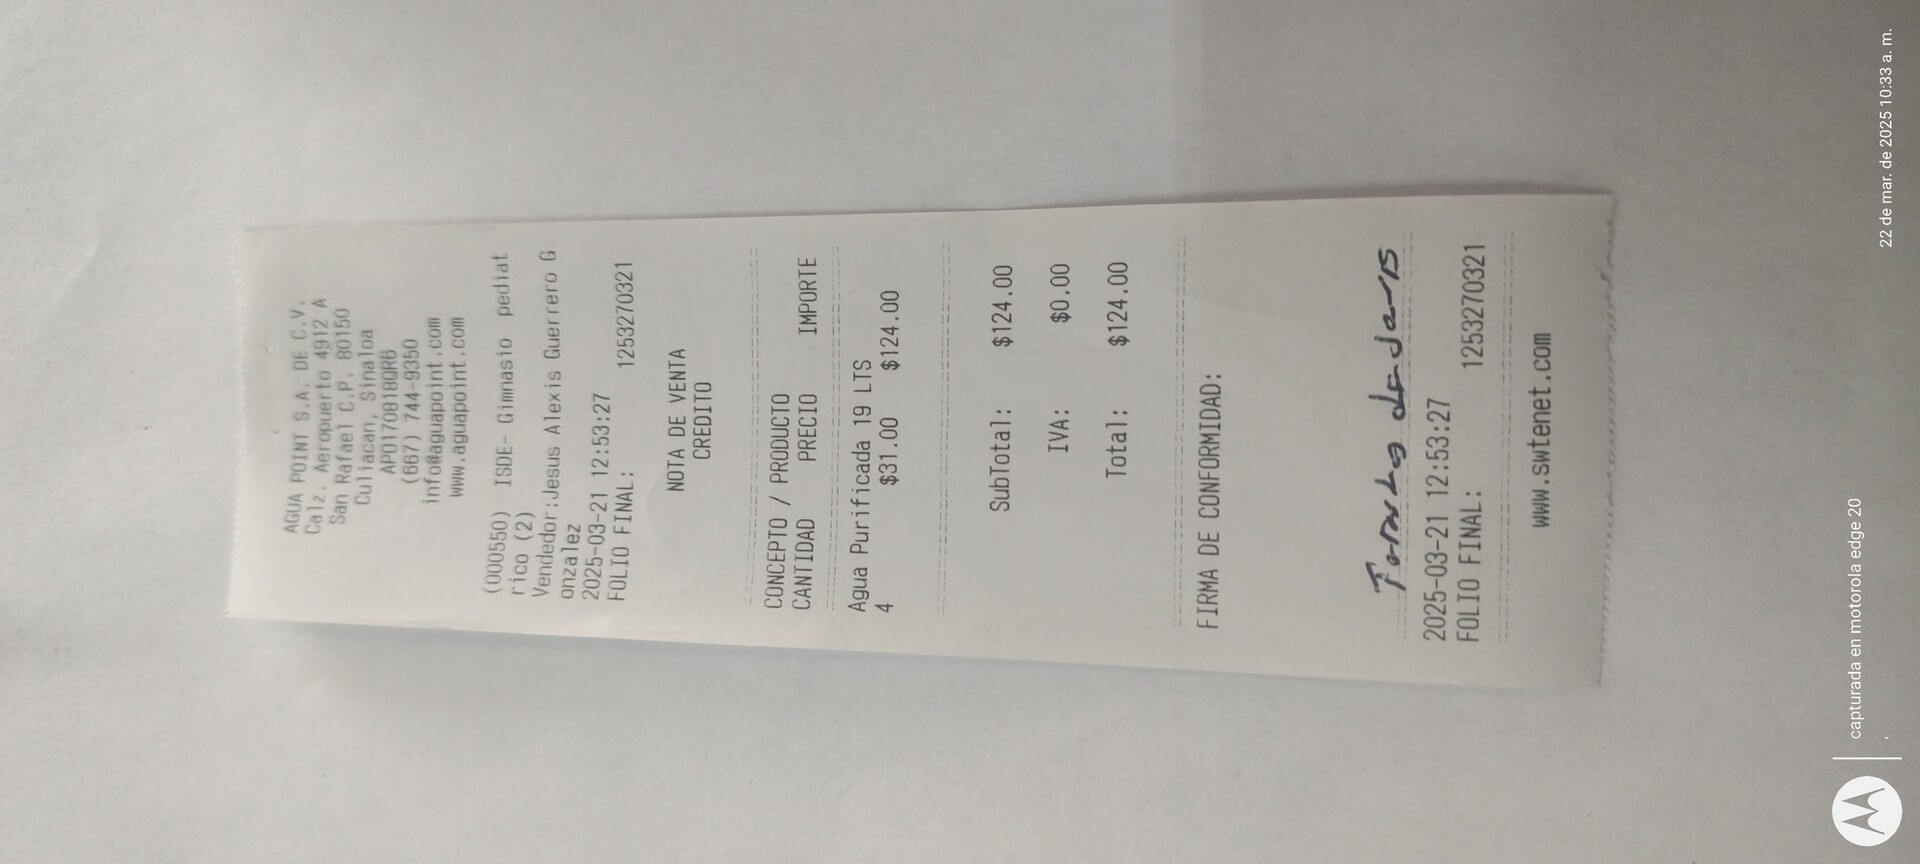 AGUA POINT S.A. DE C.V.
Calz. Aeropuerto 4912 A
San Rafael C.P. 80150
Culiacan, Sinaloa
APO170818QR6
(667) 744-9350
info@aguapoint.com
www.aguapoint.com
(000550) ISDE- Gimnasio pediat
rico (2)
Vendedor:Jesus Alexis Guerrero G
onzalez
2025-03-21 12:53:27
FOLIO FINAL: 1253270321
NOTA DE VENTA
CREDITO
CONCEPTO / PRODUCTO
CANTIDAD PRECIO IMPORTE
Agua Purificada 19 LTS
4 $31.00 $124.00
SubTotal: $124.00
IVA: $0.00
Total: $124.00
FIRMA DE CONFORMIDAD:
2025-03-21 12:53:27
FOLIO FINAL: 1253270321
www.swtenet.com
capturada en motorola edge 20
22 de mar. de 2025 10:33 a. m.